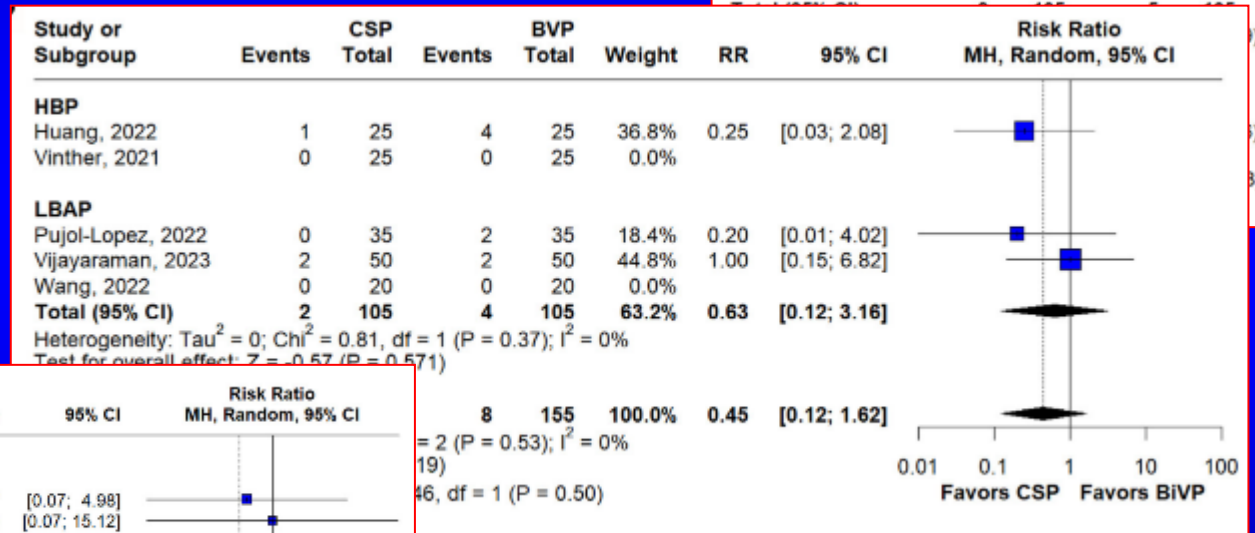 Study or CSP BVP Risk Ratio
Subgroup Events Total Events Total Weight RR 95% CI MH, Random, 95% CI
HBP
Huang, 2022 1 25 4 25 36.8% 0.25 [0.03; 2.08]
Vinther, 2021 0 25 0 25 0.0%
LBAP
Pujol-Lopez, 2022 0 35 2 35 18.4% 0.20 [0.01; 4.02]
Vijayaraman, 2023 2 50 2 50 44.8% 1.00 [0.15; 6.82]
Wang, 2022 0 20 0 20 0.0%
Total (95% CI) 2 105 4 105 63.2% 0.63 [0.12; 3.16]
Heterogeneity: Tau² = 0; Chi² = 0.81, df = 1 (P = 0.37); I² = 0%
Test for overall effect: Z = -0.57 (P = 0.571)
8 155 100.0% 0.45 [0.12; 1.62]
= 2 (P = 0.53); I² = 0%
19)
46, df = 1 (P = 0.50)
0.01 0.1 1 10 100
Favors CSP Favors BiVP
Risk Ratio
95% CI MH, Random, 95% CI
[0.07; 4.98]
[0.07; 15.12]